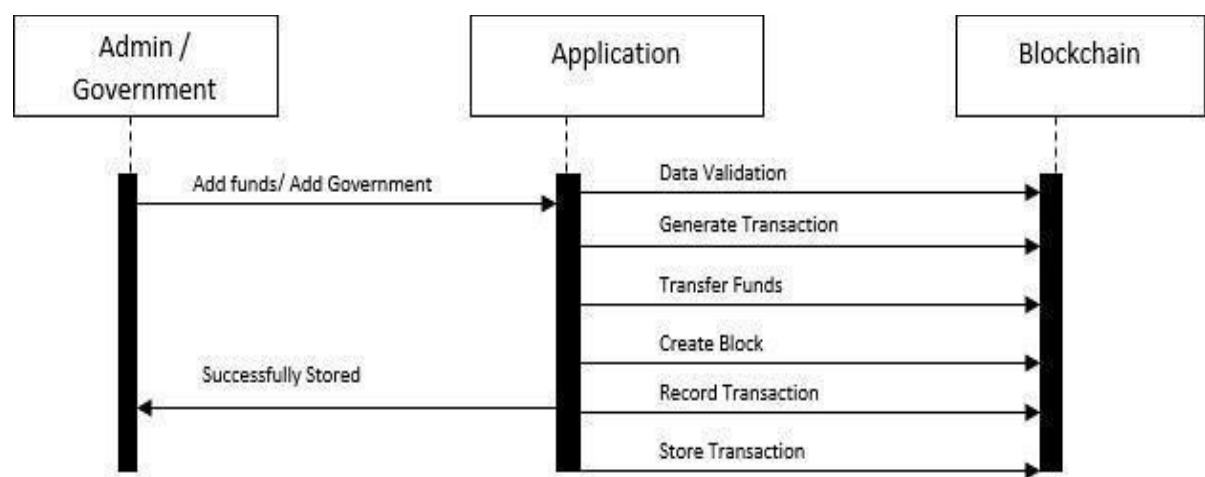 Admin /
Government
Application
Blockchain
Add funds/ Add Government
Data Validation
Generate Transaction
Transfer Funds
Create Block
Successfully Stored
Record Transaction
Store Transaction